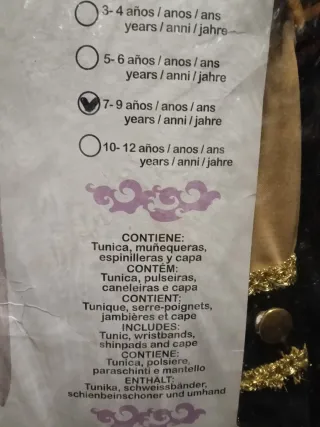 3- 4 años / anos / ans
years / anni / jahre
5- 6 años / anos / ans
years / anni / jahre
7- 9 años / anos / ans
years / anni / jahre
10- 12 años / anos / ans
years / anni / jahre
CONTIENE:
Tunica, muñequeras,
espinilleras y capa
CONTÉM:
Tunica, pulseiras,
caneleiras e capa
CONTIENT:
Tunique, serre-poignets,
jambières et cape
INCLUDES:
Tunic, wristbands,
shinpads and cape
CONTIENE:
Tunica, polsiere,
paraschinti e mantello
ENTHÄLT:
Tunika, schweissbänder,
schienbeinschoner und umhand